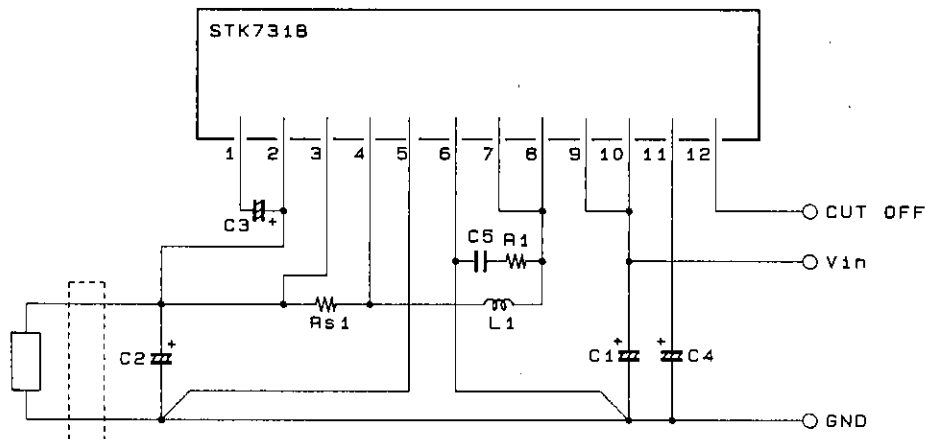 STK7318
1 2 3 4 5 6 7 8 9 10 11 12
C3 +
CUT OFF
C5 R1
Vin
Rs1
L1
+
C2
+
C1
+
C4
GND